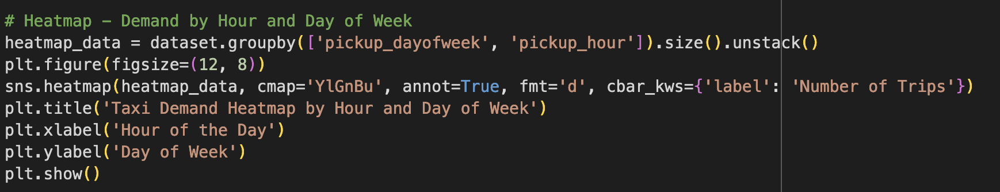 # Heatmap - Demand by Hour and Day of Week
heatmap_data = dataset.groupby(['pickup_dayofweek', 'pickup_hour']).size().unstack()
plt.figure(figsize=(12, 8))
sns.heatmap(heatmap_data, cmap='YlGnBu', annot=True, fmt='d', cbar_kws={'label': 'Number of Trips'})
plt.title('Taxi Demand Heatmap by Hour and Day of Week')
plt.xlabel('Hour of the Day')
plt.ylabel('Day of Week')
plt.show()